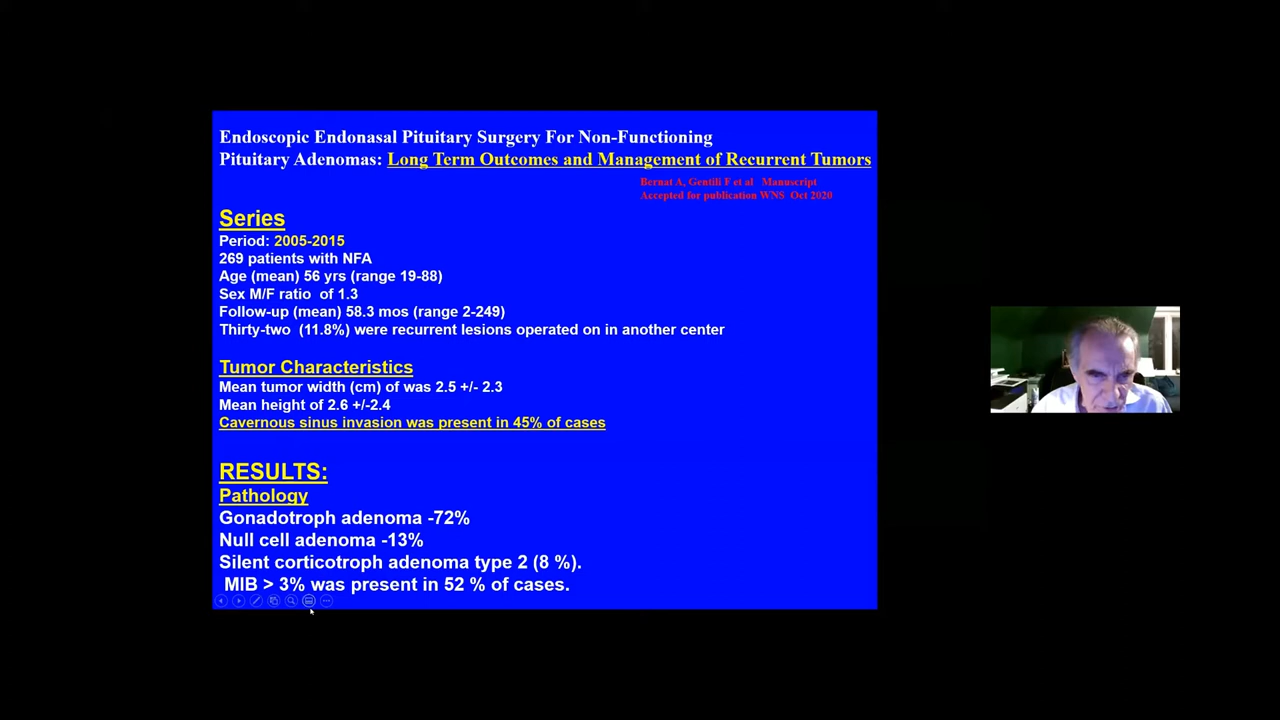 Endoscopic Endonasal Pituitary Surgery For Non-Functioning
Pituitary Adenomas: Long Term Outcomes and Management of Recurrent Tumors
Bernat A, Gentili F et al Manuscript
Accepted for publication WNS Oct 2020
Series
Period: 2005-2015
269 patients with NFA
Age (mean) 56 yrs (range 19-88)
Sex M/F ratio of 1.3
Follow-up (mean) 58.3 mos (range 2-249)
Thirty-two (11.8%) were recurrent lesions operated on in another center
Tumor Characteristics
Mean tumor width (cm) of was 2.5 +/- 2.3
Mean height of 2.6 +/-2.4
Cavernous sinus invasion was present in 45% of cases
RESULTS:
Pathology
Gonadotroph adenoma -72%
Null cell adenoma -13%
Silent corticotroph adenoma type 2 (8 %).
MIB > 3% was present in 52 % of cases.